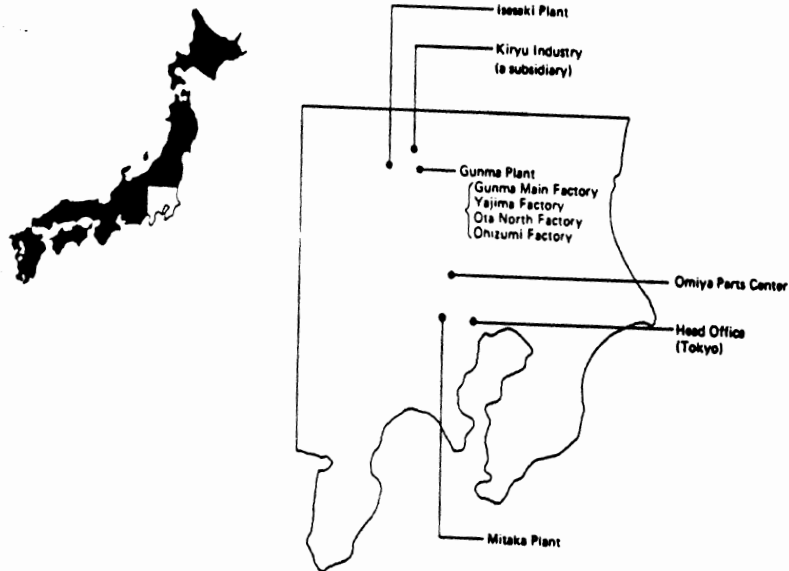 Isesaki Plant
Kiryu Industry
(a subsidiary)
Gunma Plant
Gunma Main Factory
Yajima Factory
Ota North Factory
Ohizumi Factory
Omiya Parts Center
Head Office
(Tokyo)
Mitaka Plant